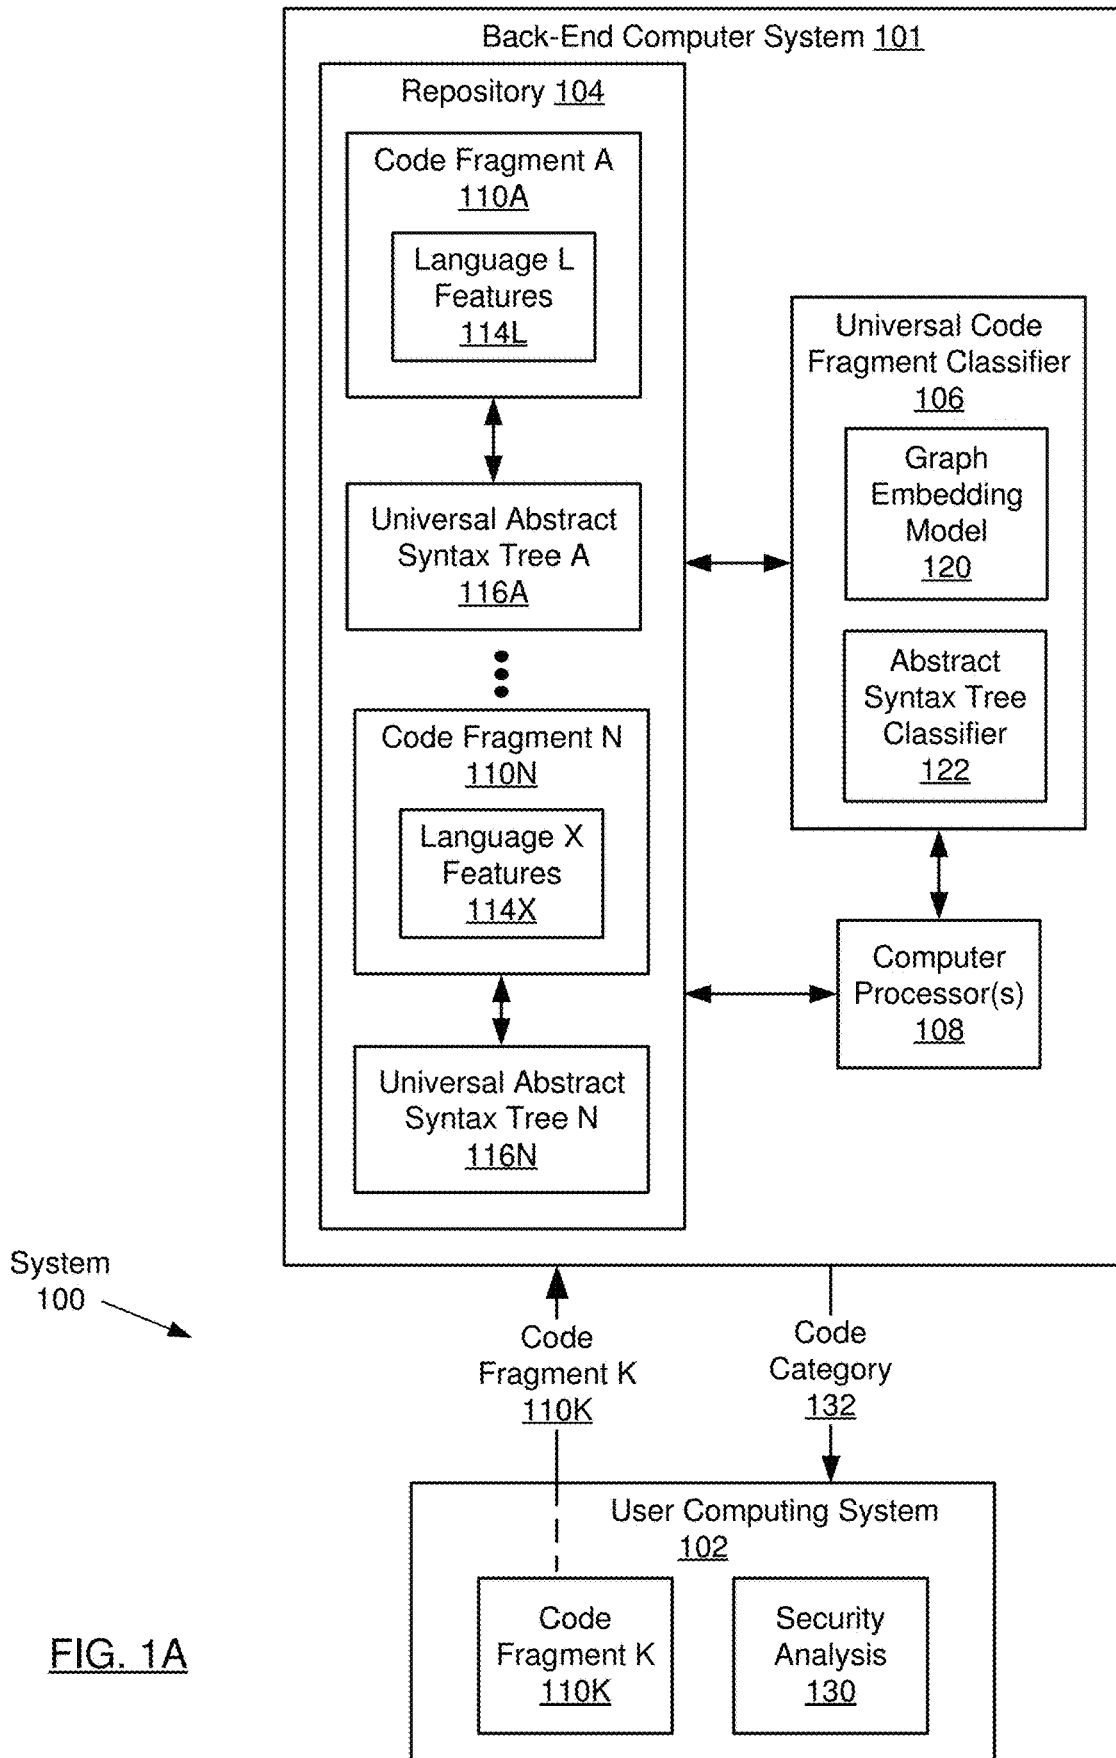 Back-End Computer System 101
Repository 104
Code Fragment A
110A
Language L
Features
114L
Universal Abstract
Syntax Tree A
116A
Code Fragment N
110N
Language X
Features
114X
Universal Abstract
Syntax Tree N
116N
Universal Code
Fragment Classifier
106
Graph
Embedding
Model
120
Abstract
Syntax Tree
Classifier
122
Computer
Processor(s)
108
System
100
Code
Fragment K
110K
Code
Category
132
User Computing System
102
Code
Fragment K
110K
Security
Analysis
130
FIG. 1A